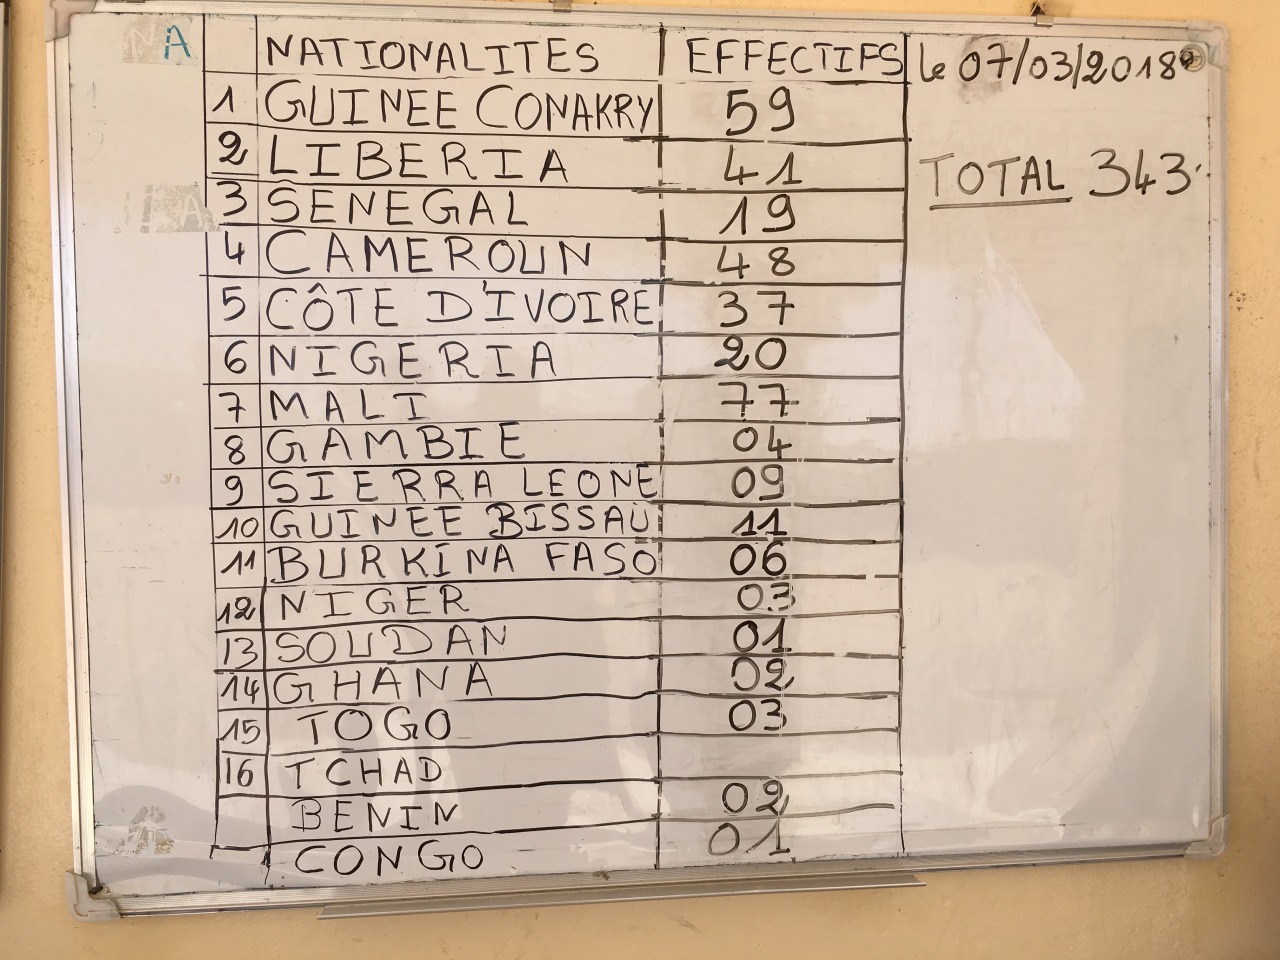 NATIONALITES EFFECTIFS le 07/03/2018
1 GUINEE CONAKRY 59
2 LIBERIA 41
TOTAL 343
3 SENEGAL 19
4 CAMEROUN 48
5 CÔTE D'IVOIRE 37
6 NIGERIA 20
7 MALI 77
8 GAMBIE 04
9 SIERRA LEONE 09
10 GUINEE BISSAU 11
11 BURKINA FASO 06
12 NIGER 03
13 SOUDAN 01
14 GHANA 02
15 TOGO 03
16 TCHAD
BENIN 02
CONGO 01